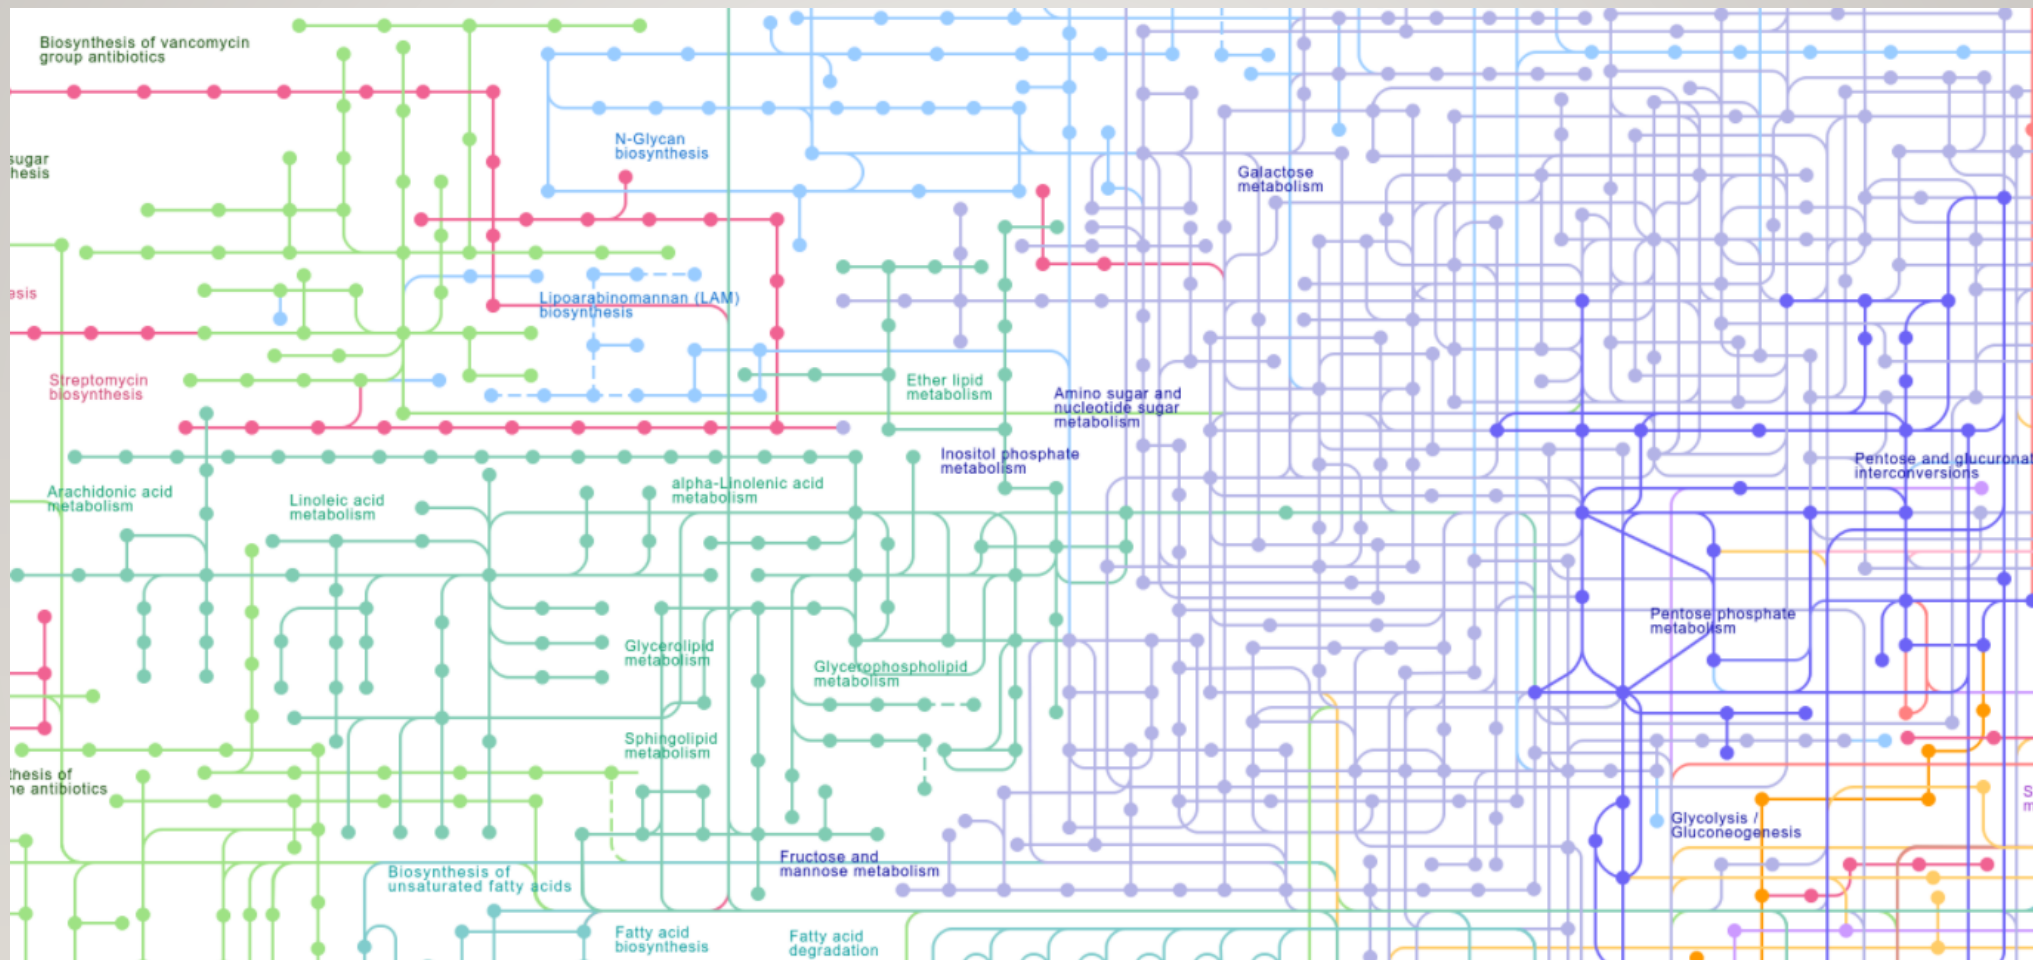 Biosynthesis of vancomycin
group antibiotics
N-Glycan
biosynthesis
sugar
hesis
Galactose
metabolism
esis
Lipoarabinomannan (LAM)
biosynthesis
Streptomycin
biosynthesis
Ether lipid
metabolism
Amino sugar and
nucleotide sugar
metabolism
Inositol phosphate
metabolism
Pentose and glucuronat
interconversions
Arachidonic acid
metabolism
Linoleic acid
metabolism
alpha-Linolenic acid
metabolism
Pentose phosphate
metabolism
Glycerolipid
metabolism
Glycerophospholipid
metabolism
Sphingolipid
metabolism
thesis of
ne antibiotics
S
m
Glycolysis /
Gluconeogenesis
Fructose and
mannose metabolism
Biosynthesis of
unsaturated fatty acids
Fatty acid
biosynthesis
Fatty acid
degradation